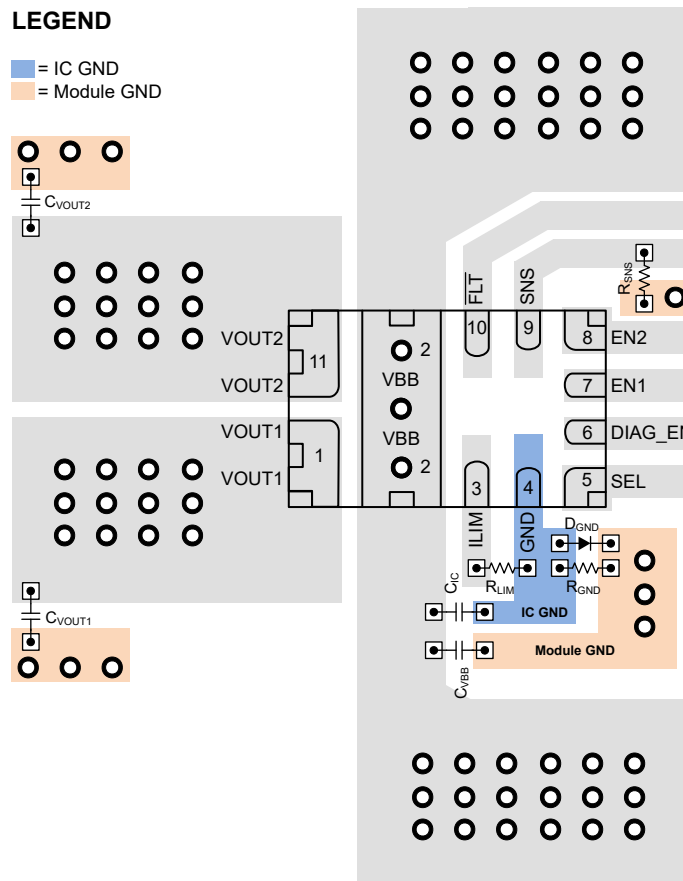 LEGEND
= IC GND
= Module GND
CVOUT2
RSNS
FLT
SNS
10
9
VOUT2
11
VOUT2
2
VBB
8
EN2
7
EN1
VOUT1
1
VOUT1
VBB
2
6
DIAG_EN
5
SEL
3
4
ILIM
GND
DGND
RLIM
RGND
CIC
IC GND
CVOUT1
Module GND
CVBB